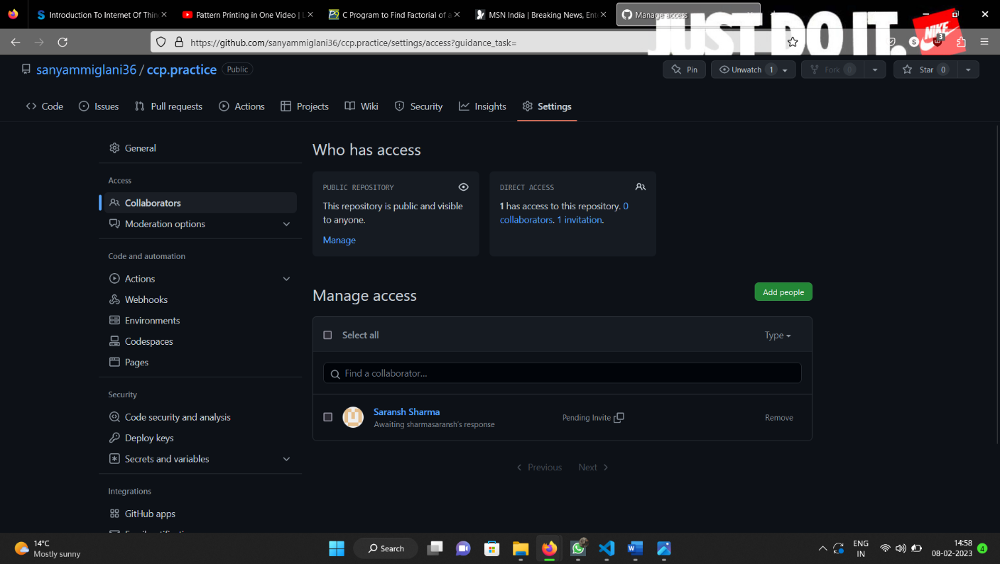 Introduction To Internet Of Thin
Pattern Printing in One Video | L
C Program to Find Factorial of a
MSN India | Breaking News, Ente
Manage access
JUST DO IT.
NIKE
3
https://github.com/sanyammiglani36/ccp.practice/settings/access?guidance_task=
S
sanyammiglani36 / ccp.practice Public
Pin
Unwatch 1
Fork 0
Star 0
Code
Issues
Pull requests
Actions
Projects
Wiki
Security
Insights
Settings
General
Access
Collaborators
Moderation options
Code and automation
Actions
Webhooks
Environments
Codespaces
Pages
Security
Code security and analysis
Deploy keys
Secrets and variables
Integrations
GitHub apps
Who has access
PUBLIC REPOSITORY
This repository is public and visible
to anyone.
Manage
DIRECT ACCESS
1 has access to this repository. 0
collaborators. 1 invitation.
Manage access
Add people
Select all
Type
Find a collaborator...
Saransh Sharma
Awaiting sharmasaransh's response
Pending Invite
Remove
Previous
Next
14°C
Mostly sunny
Search
ENG
IN
14:58
08-02-2023
4